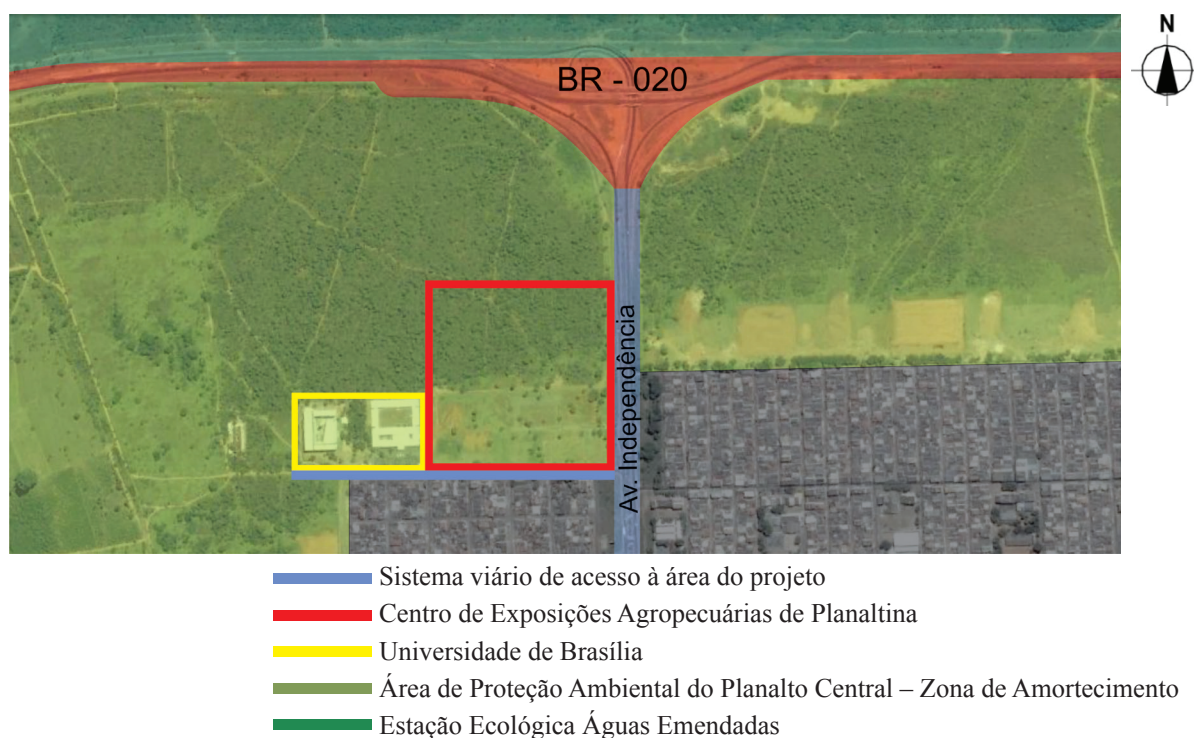 N
BR - 020
Av. Independência
Sistema viário de acesso à área do projeto
Centro de Exposições Agropecuárias de Planaltina
Universidade de Brasília
Área de Proteção Ambiental do Planalto Central – Zona de Amortecimento
Estação Ecológica Águas Emendadas